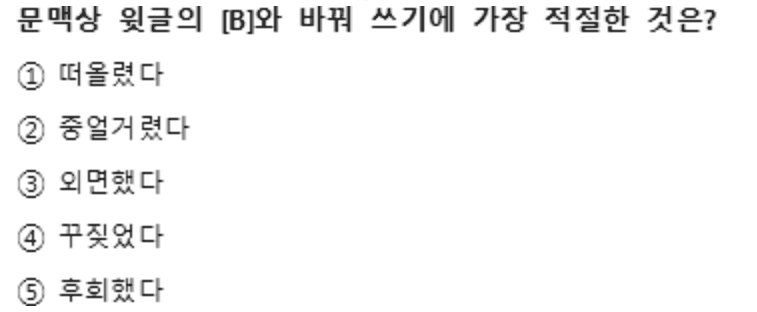 문맥상 윗글의 [B]와 바꿔 쓰기에 가장 적절한 것은?
① 떠올렸다
② 중얼거렸다
③ 외면했다
④ 꾸짖었다
⑤ 후회했다